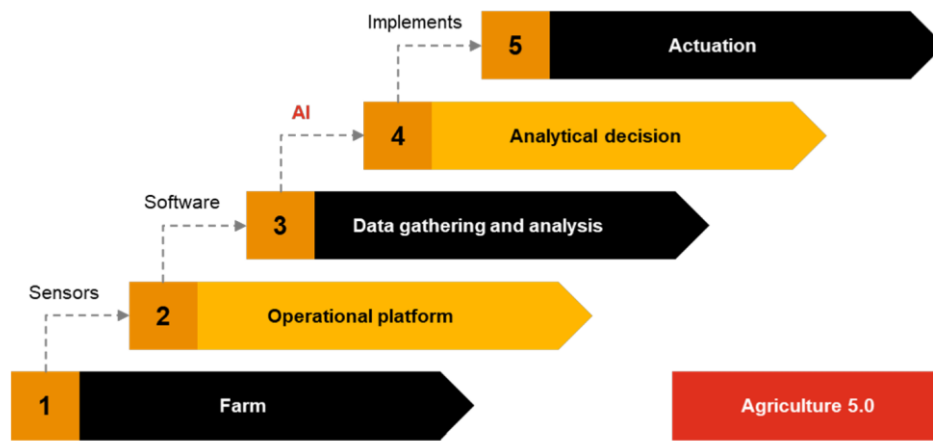 Implements
5
Actuation
AI
4
Analytical decision
Software
3
Data gathering and analysis
Sensors
2
Operational platform
1
Farm
Agriculture 5.0